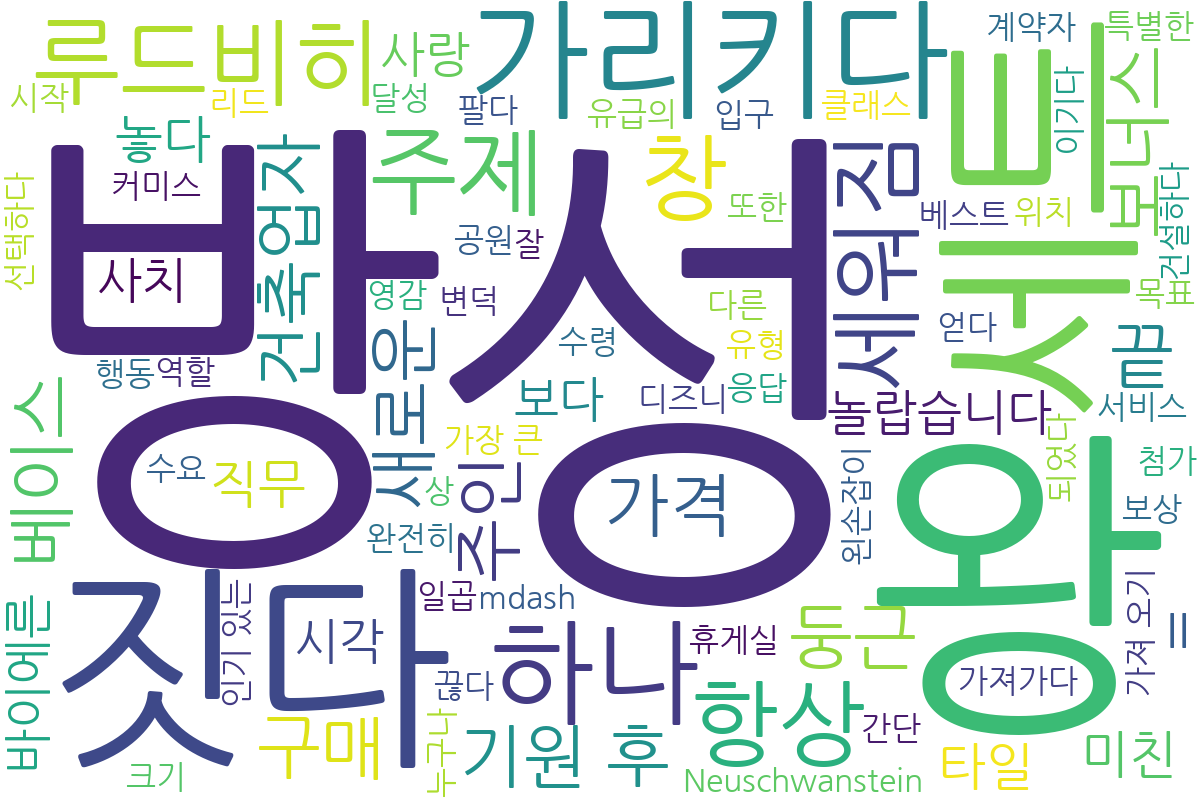 루드비히
사랑
가리키다
계약자
특별한
시작
리드
달성
팔다
유급의
입구
클래스
세트
이기다
보너스
놓다
건축업자
주제
창
세워짐
커미스
또한
베스트
위치
건설하다
선택하다
방
성
공원
잘
사치
영감
변덕
다른
목표
얻다
끝
행동
역할
새로운
수령
유형
디즈니
응답
보다
놀랍습니다
서비스
베이스
수요
직무
가장 큰
상
주인
가격
왼손잡이
되었다
첨가
왕
보상
완전히
짓다
일곱
mdash
하나
휴게실
둥근
가져 오기
바이에른
인기 있는
시각
끊다
가져가다
항상
간단
구매
누구나
기원 후
타일
미친
크기
Neuschwanstein